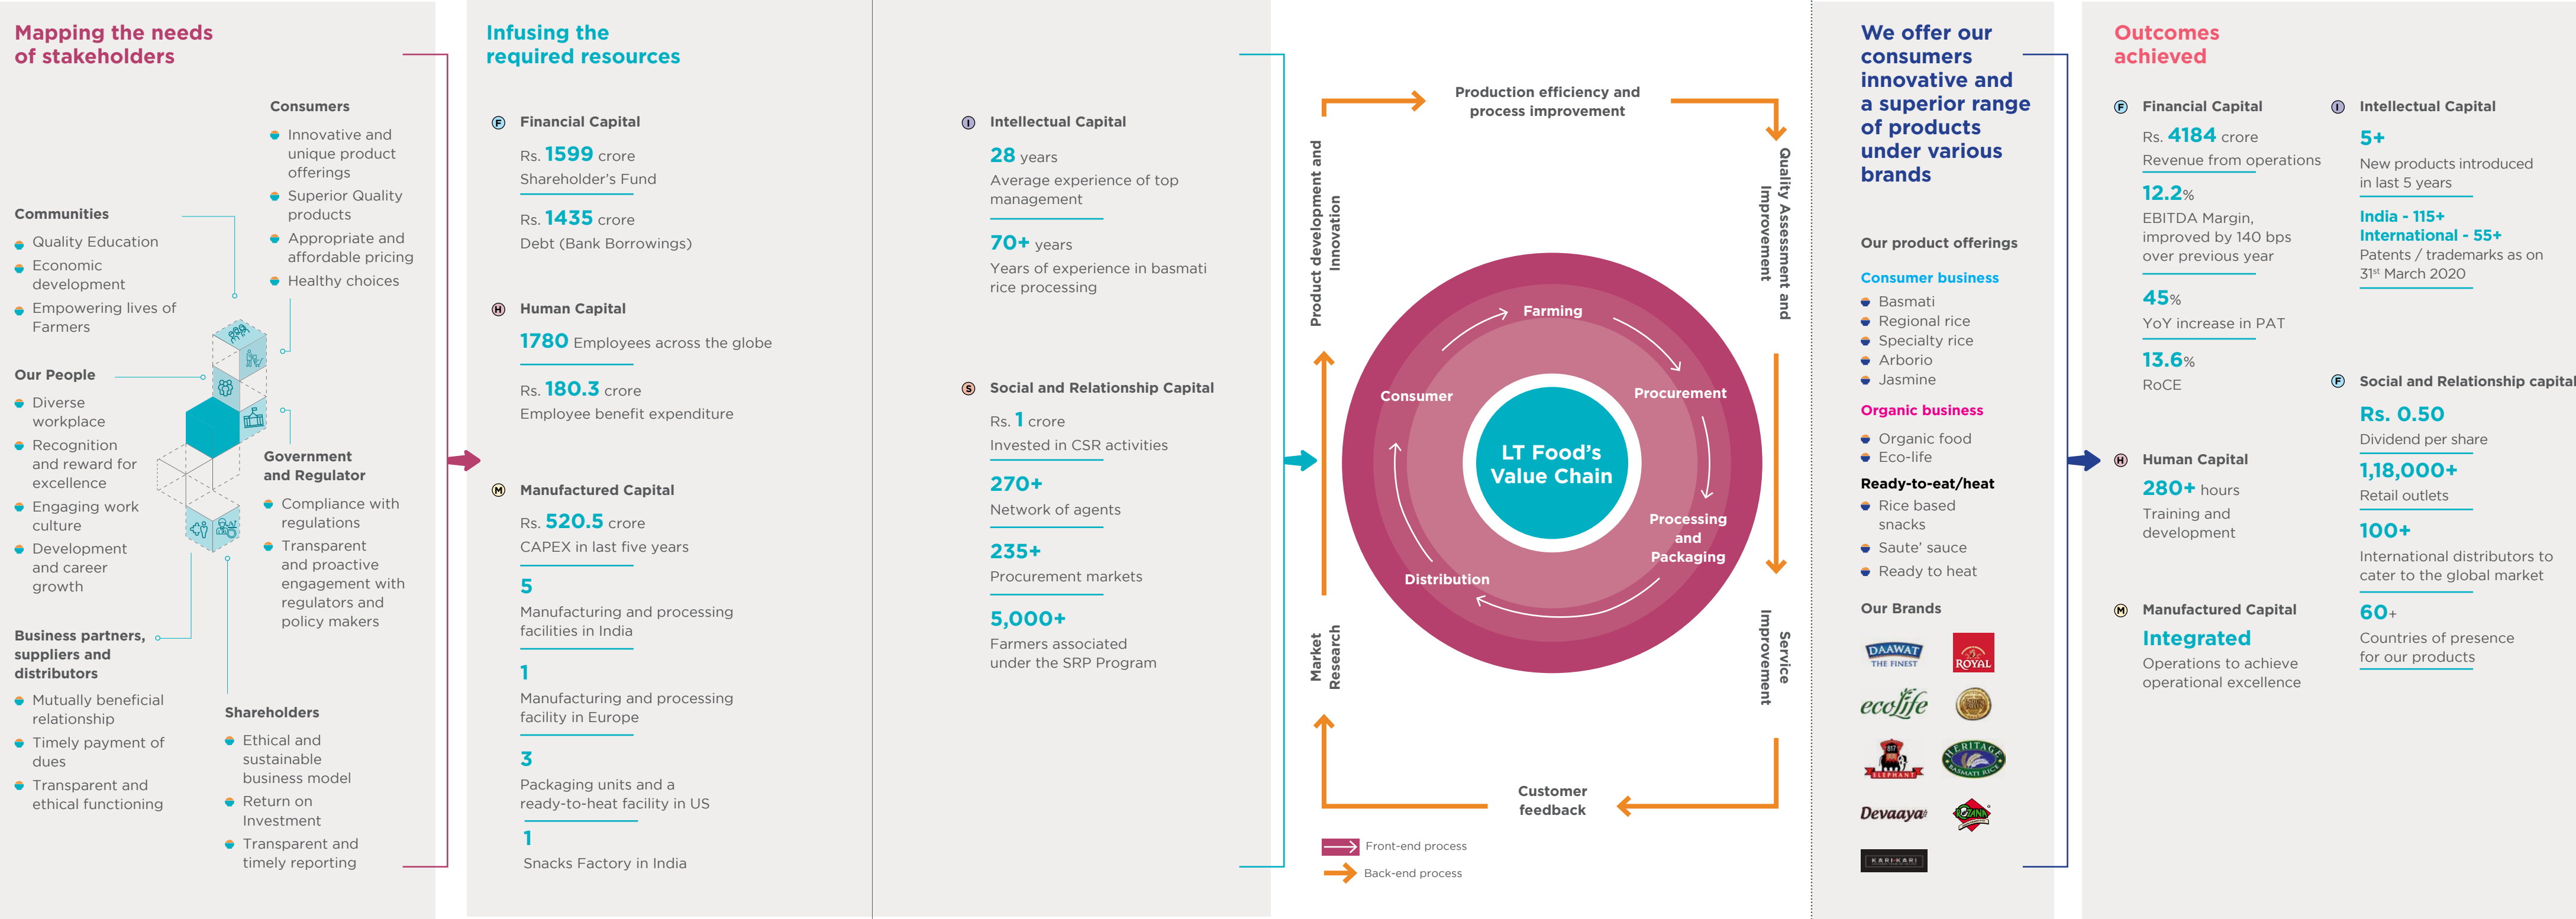 Mapping the needs
of stakeholders
Consumers
Innovative and
unique product
offerings
Superior Quality
products
Appropriate and
affordable pricing
Healthy choices
Communities
Quality Education
Economic
development
Empowering lives of
Farmers
Our People
Diverse
workplace
Recognition
and reward for
excellence
Engaging work
culture
Development
and career
growth
Government
and Regulator
Compliance with
regulations
Transparent
and proactive
engagement with
regulators and
policy makers
Business partners,
suppliers and
distributors
Mutually beneficial
relationship
Timely payment of
dues
Transparent and
ethical functioning
Shareholders
Ethical and
sustainable
business model
Return on
Investment
Transparent and
timely reporting
Infusing the
required resources
F Financial Capital
Rs. 1599 crore
Shareholder's Fund
Rs. 1435 crore
Debt (Bank Borrowings)
H Human Capital
1780 Employees across the globe
Rs. 180.3 crore
Employee benefit expenditure
M Manufactured Capital
Rs. 520.5 crore
CAPEX in last five years
5
Manufacturing and processing
facilities in India
1
Manufacturing and processing
facility in Europe
3
Packaging units and a
ready-to-heat facility in US
1
Snacks Factory in India
I Intellectual Capital
28 years
Average experience of top
management
70+ years
Years of experience in basmati
rice processing
S Social and Relationship Capital
Rs. 1 crore
Invested in CSR activities
270+
Network of agents
235+
Procurement markets
5,000+
Farmers associated
under the SRP Program
Production efficiency and
process improvement
Quality Assessment and
Improvement
Service
Improvement
Customer
feedback
Market
Research
Product development and
Innovation
Farming
Procurement
Processing
and
Packaging
Distribution
Consumer
LT Food's
Value Chain
Front-end process
Back-end process
We offer our
consumers
innovative and
a superior range
of products
under various
brands
Our product offerings
Consumer business
Basmati
Regional rice
Specialty rice
Arborio
Jasmine
Organic business
Organic food
Eco-life
Ready-to-eat/heat
Rice based
snacks
Saute' sauce
Ready to heat
Our Brands
DAAWAT
THE FINEST
ROYAL
ecolife
817
ELEPHANT
HERITAGE
BASMATI RICE
Devaaya
ROZANA
KARI KARI
Outcomes
achieved
F Financial Capital
Rs. 4184 crore
Revenue from operations
12.2%
EBITDA Margin,
improved by 140 bps
over previous year
45%
YoY increase in PAT
13.6%
RoCE
H Human Capital
280+ hours
Training and
development
M Manufactured Capital
Integrated
Operations to achieve
operational excellence
I Intellectual Capital
5+
New products introduced
in last 5 years
India - 115+
International - 55+
Patents / trademarks as on
31st March 2020
F Social and Relationship capital
Rs. 0.50
Dividend per share
1,18,000+
Retail outlets
100+
International distributors to
cater to the global market
60+
Countries of presence
for our products